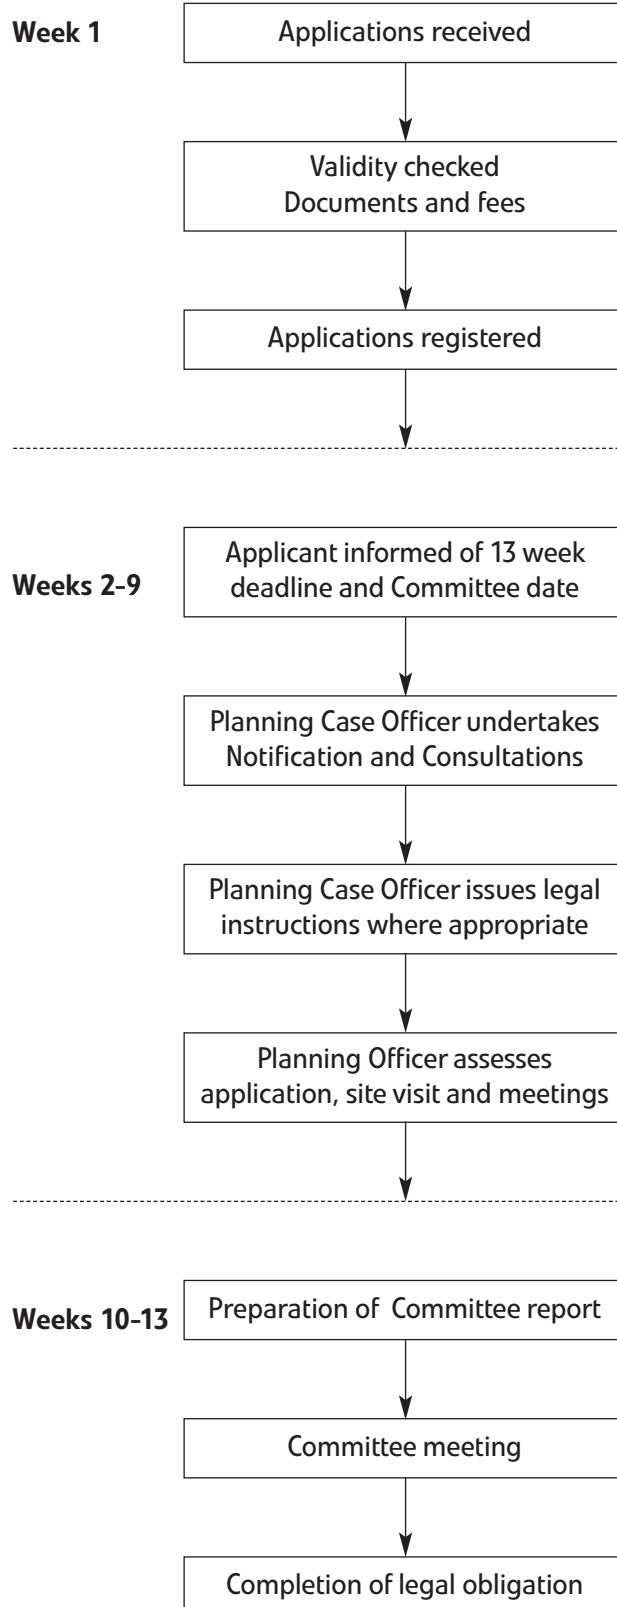 Week 1
Applications received
Validity checked
Documents and fees
Applications registered
Weeks 2-9
Applicant informed of 13 week
deadline and Committee date
Planning Case Officer undertakes
Notification and Consultations
Planning Case Officer issues legal
instructions where appropriate
Planning Officer assesses
application, site visit and meetings
Weeks 10-13
Preparation of Committee report
Committee meeting
Completion of legal obligation